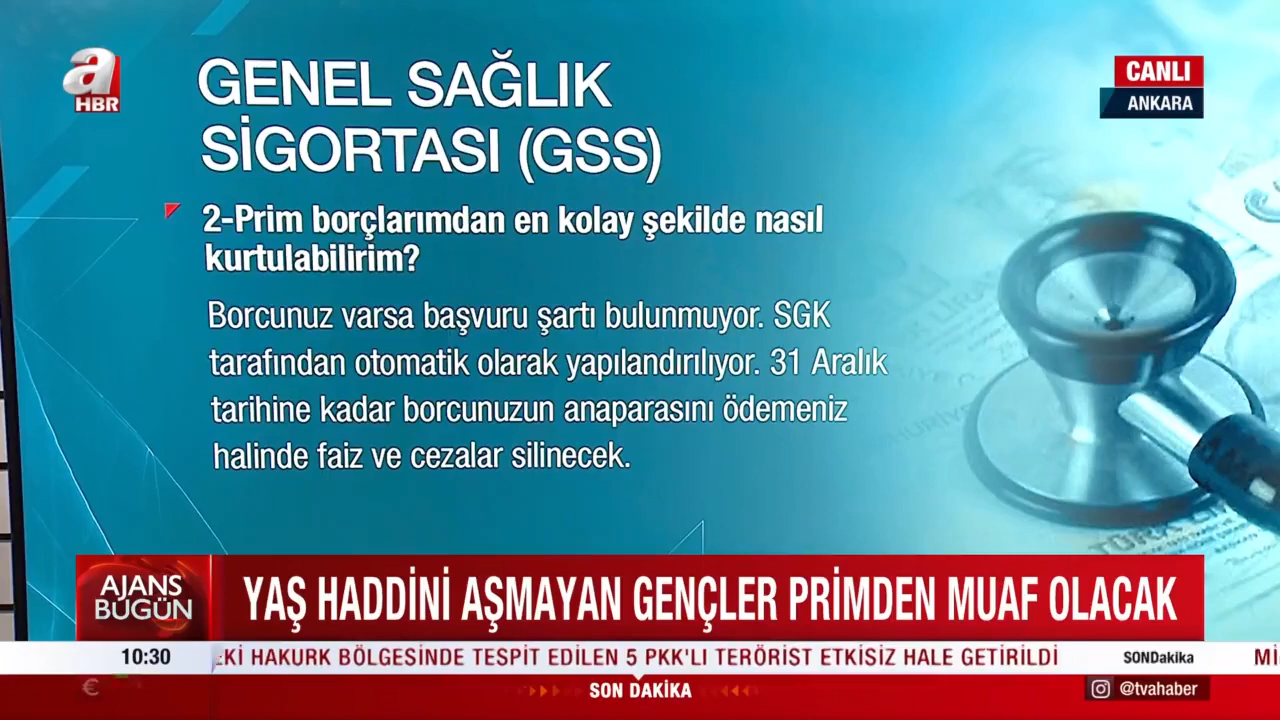 a
HBR
CANLI
ANKARA
GENEL SAĞLIK
SİGORTASI (GSS)
2-Prim borçlarımdan en kolay şekilde nasıl
kurtulabilirim?
Borcunuz varsa başvuru şartı bulunmuyor. SGK
tarafından otomatik olarak yapılandırılıyor. 31 Aralık
tarihine kadar borcunuzun anaparasını ödemeniz
halinde faiz ve cezalar silinecek.
AJANS
BUGÜN
YAŞ HADDİNİ AŞMAYAN GENÇLER PRİMDEN MUAF OLACAK
10:30
EKİ HAKURK BÖLGESİNDE TESPİT EDİLEN 5 PKK'LI TERÖRİST ETKİSİZ HALE GETİRİLDİ
SONDakika
Mİ
€
SON DAKİKA
@tvahaber